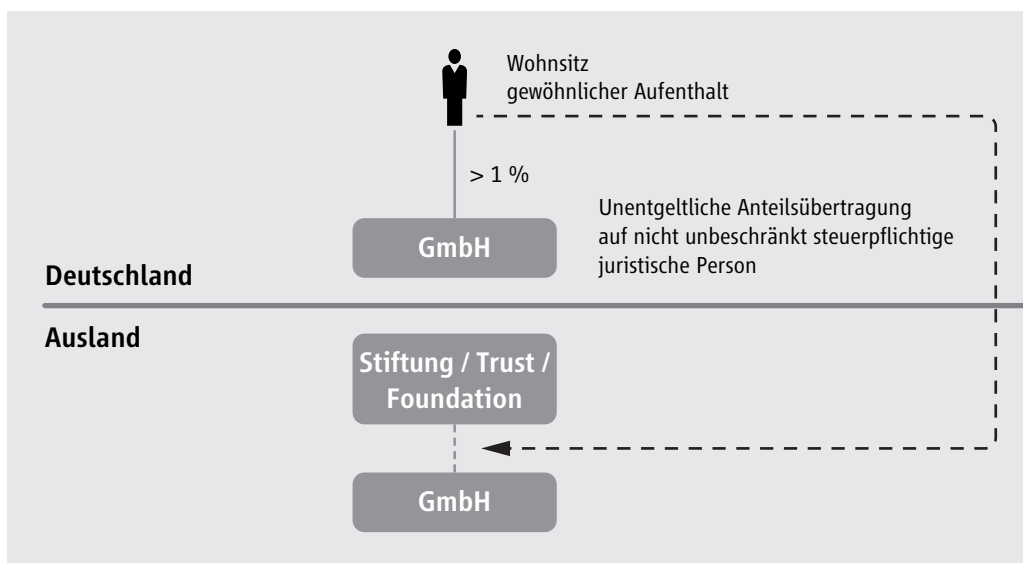 Wohnsitz
gewöhnlicher Aufenthalt
> 1 %
Unentgeltliche Anteilsübertragung
auf nicht unbeschränkt steuerpflichtige
juristische Person
GmbH
Deutschland
Ausland
Stiftung / Trust /
Foundation
GmbH